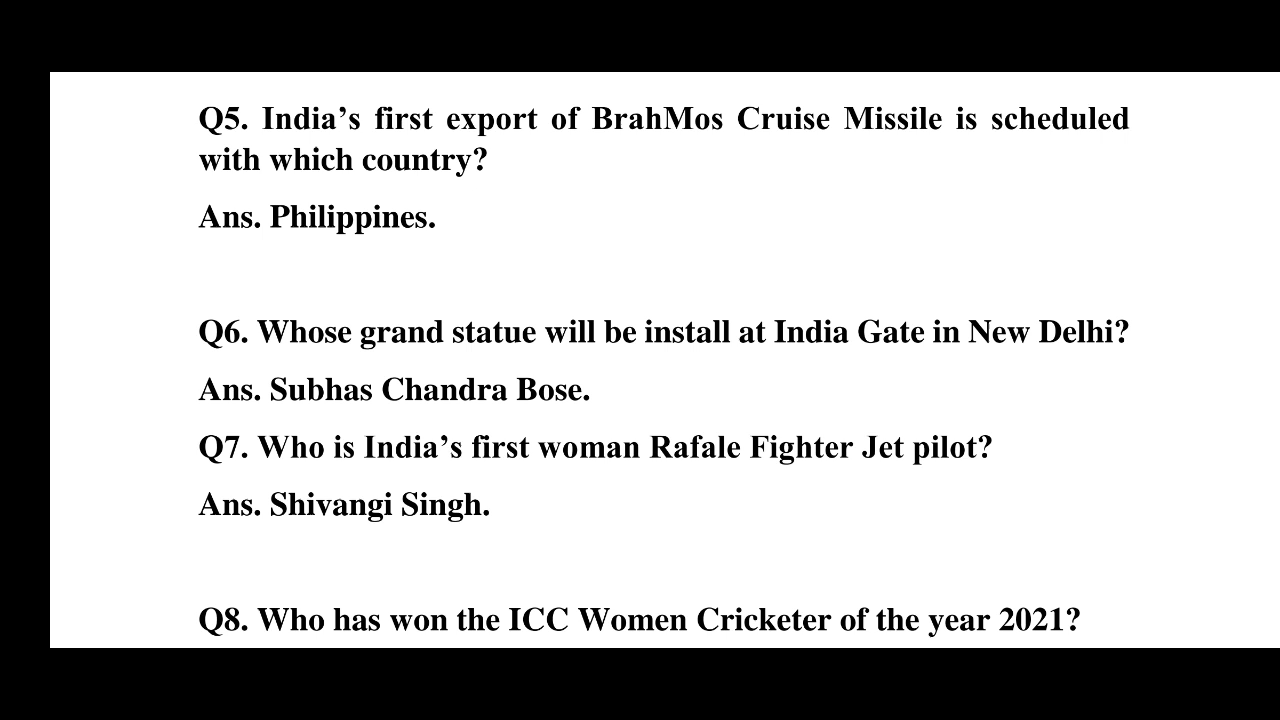 Q5. India’s first export of BrahMos Cruise Missile is scheduled
with which country?
Ans. Philippines.
Q6. Whose grand statue will be install at India Gate in New Delhi?
Ans. Subhas Chandra Bose.
Q7. Who is India’s first woman Rafale Fighter Jet pilot?
Ans. Shivangi Singh.
Q8. Who has won the ICC Women Cricketer of the year 2021?